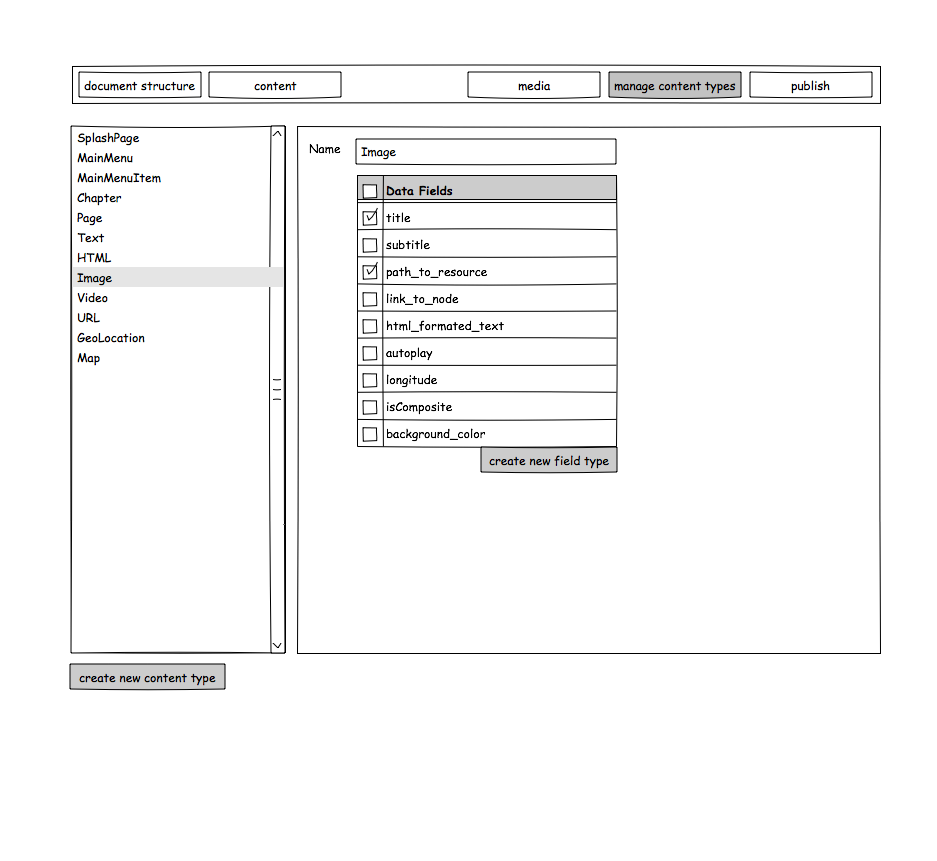 document structure content media manage content types publish
SplashPage
MainMenu
MainMenuItem
Chapter
Page
Text
HTML
Image
Video
URL
GeoLocation
Map
create new content type
Name Image
Data Fields
title
subtitle
path_to_resource
link_to_node
html_formated_text
autoplay
longitude
isComposite
background_color
create new field type